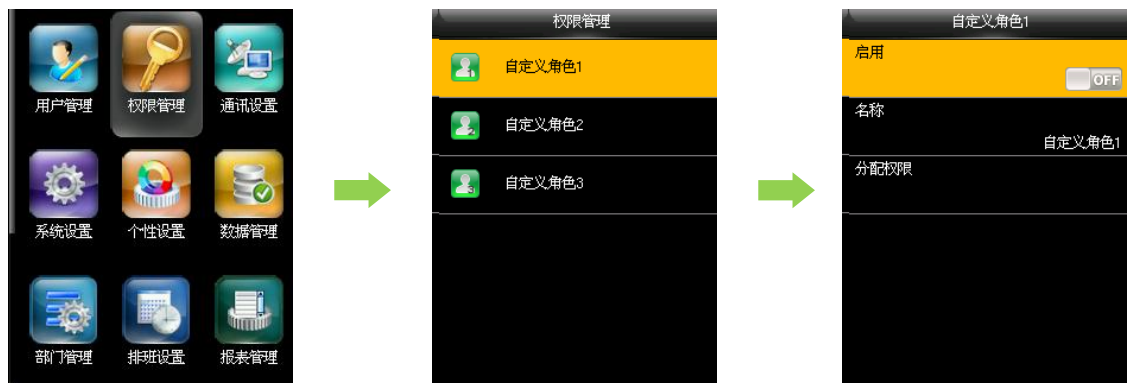 用户管理
权限管理
通讯设置
系统设置
个性设置
数据管理
部门管理
排班设置
报表管理
权限管理
自定义角色1
自定义角色2
自定义角色3
自定义角色1
启用
OFF
名称
自定义角色1
分配权限